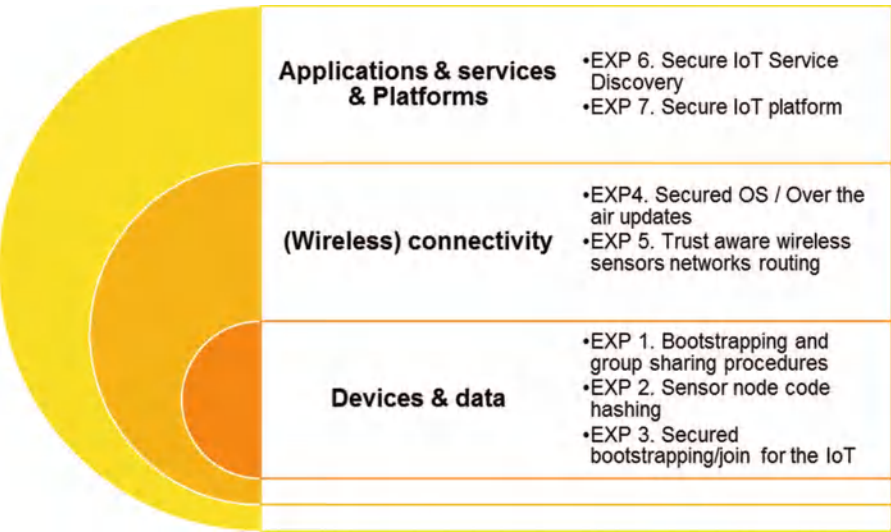 Applications & services
& Platforms
•EXP 6. Secure IoT Service
Discovery
•EXP 7. Secure IoT platform
(Wireless) connectivity
•EXP4. Secured OS / Over the
air updates
•EXP 5. Trust aware wireless
sensors networks routing
Devices & data
•EXP 1. Bootstrapping and
group sharing procedures
•EXP 2. Sensor node code
hashing
•EXP 3. Secured
bootstrapping/join for the IoT